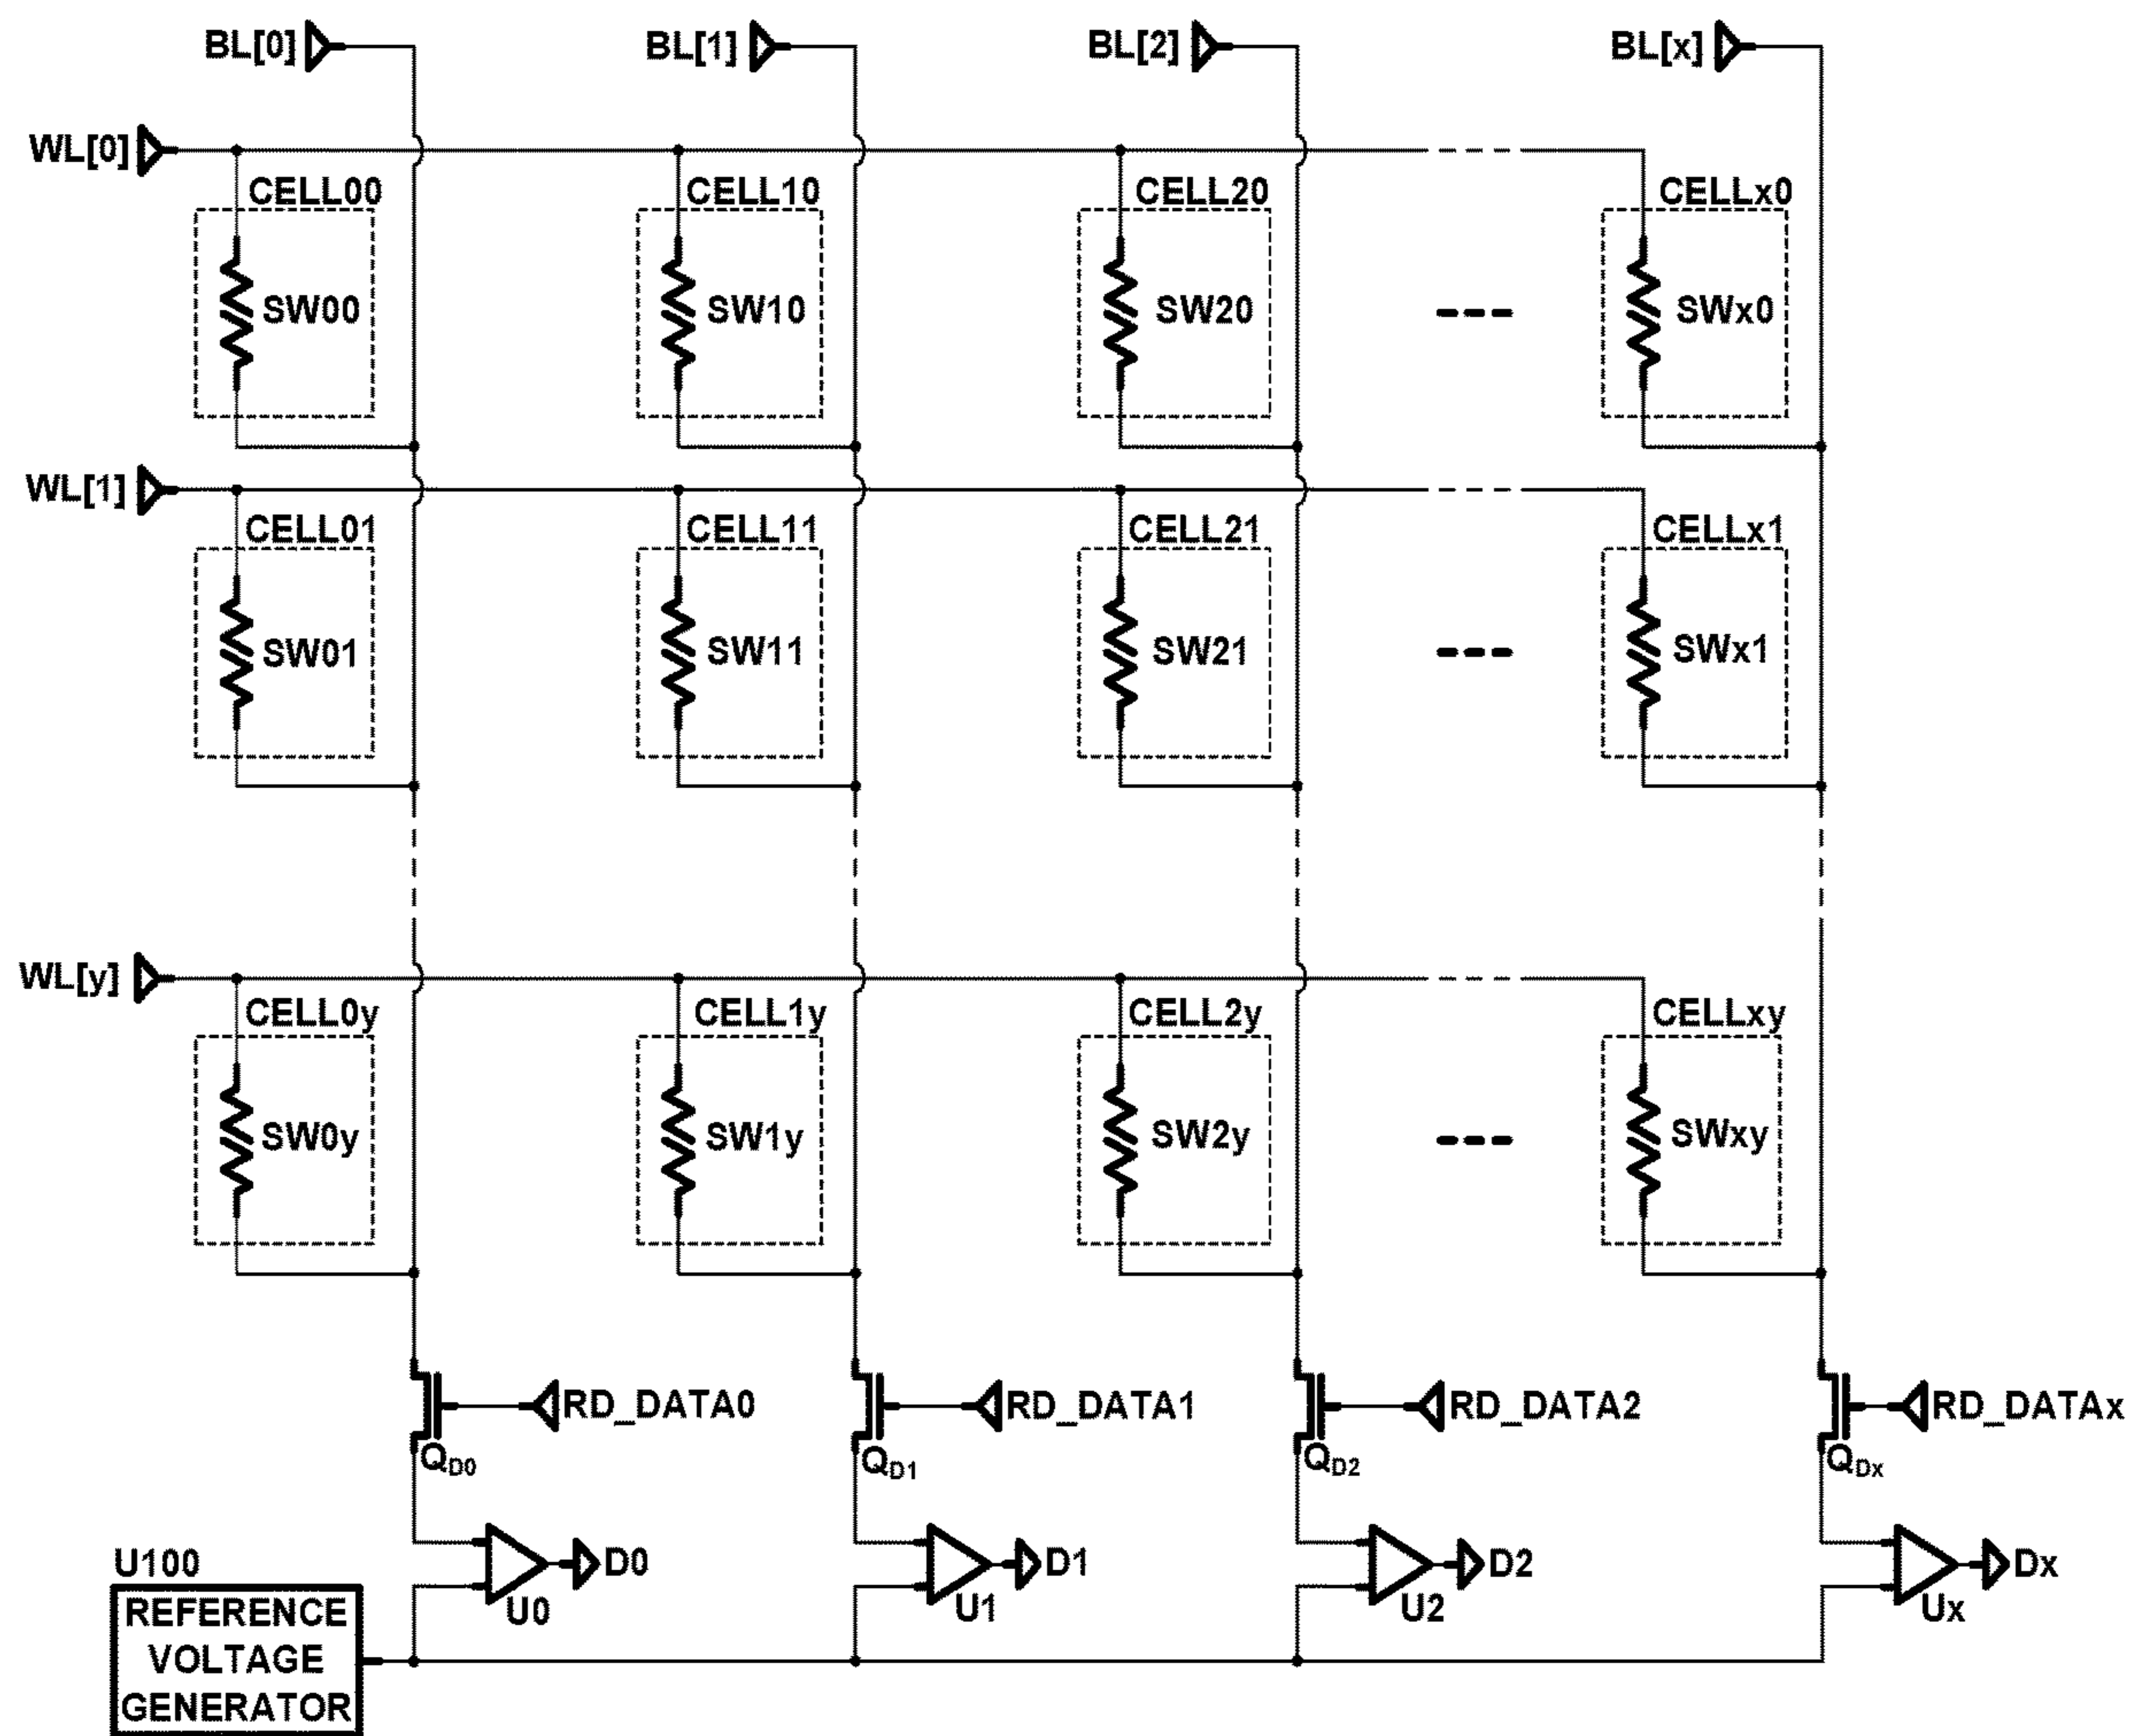 BL[0] BL[1] BL[2] BL[x]
WL[0]
CELL00 CELL10 CELL20 CELLx0
SW00 SW10 SW20 SWx0
WL[1]
CELL01 CELL11 CELL21 CELLx1
SW01 SW11 SW21 SWx1
WL[y]
CELL0y CELL1y CELL2y CELLxy
SW0y SW1y SW2y SWxy
RD_DATA0 RD_DATA1 RD_DATA2 RD_DATAx
QD0 QD1 QD2 QDx
U100 D0 D1 D2 Dx
U0 U1 U2 Ux
REFERENCE
VOLTAGE
GENERATOR